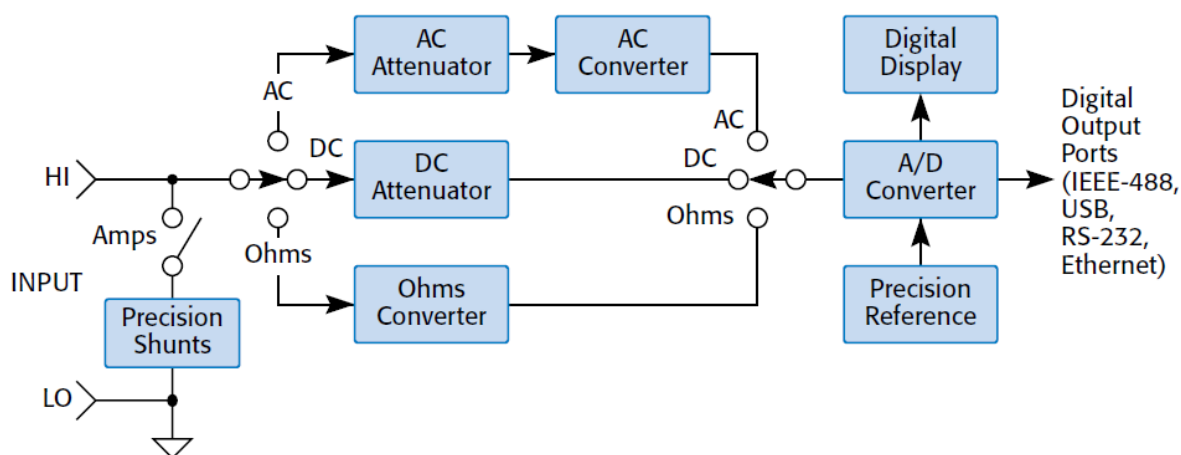 AC
Attenuator
AC
Converter
Digital
Display
AC
AC
HI
DC
DC
Attenuator
DC
A/D
Converter
Digital
Output
Ports
(IEEE-488,
USB,
RS-232,
Ethernet)
Amps
Ohms
Ohms
INPUT
Precision
Shunts
Ohms
Converter
Precision
Reference
LO